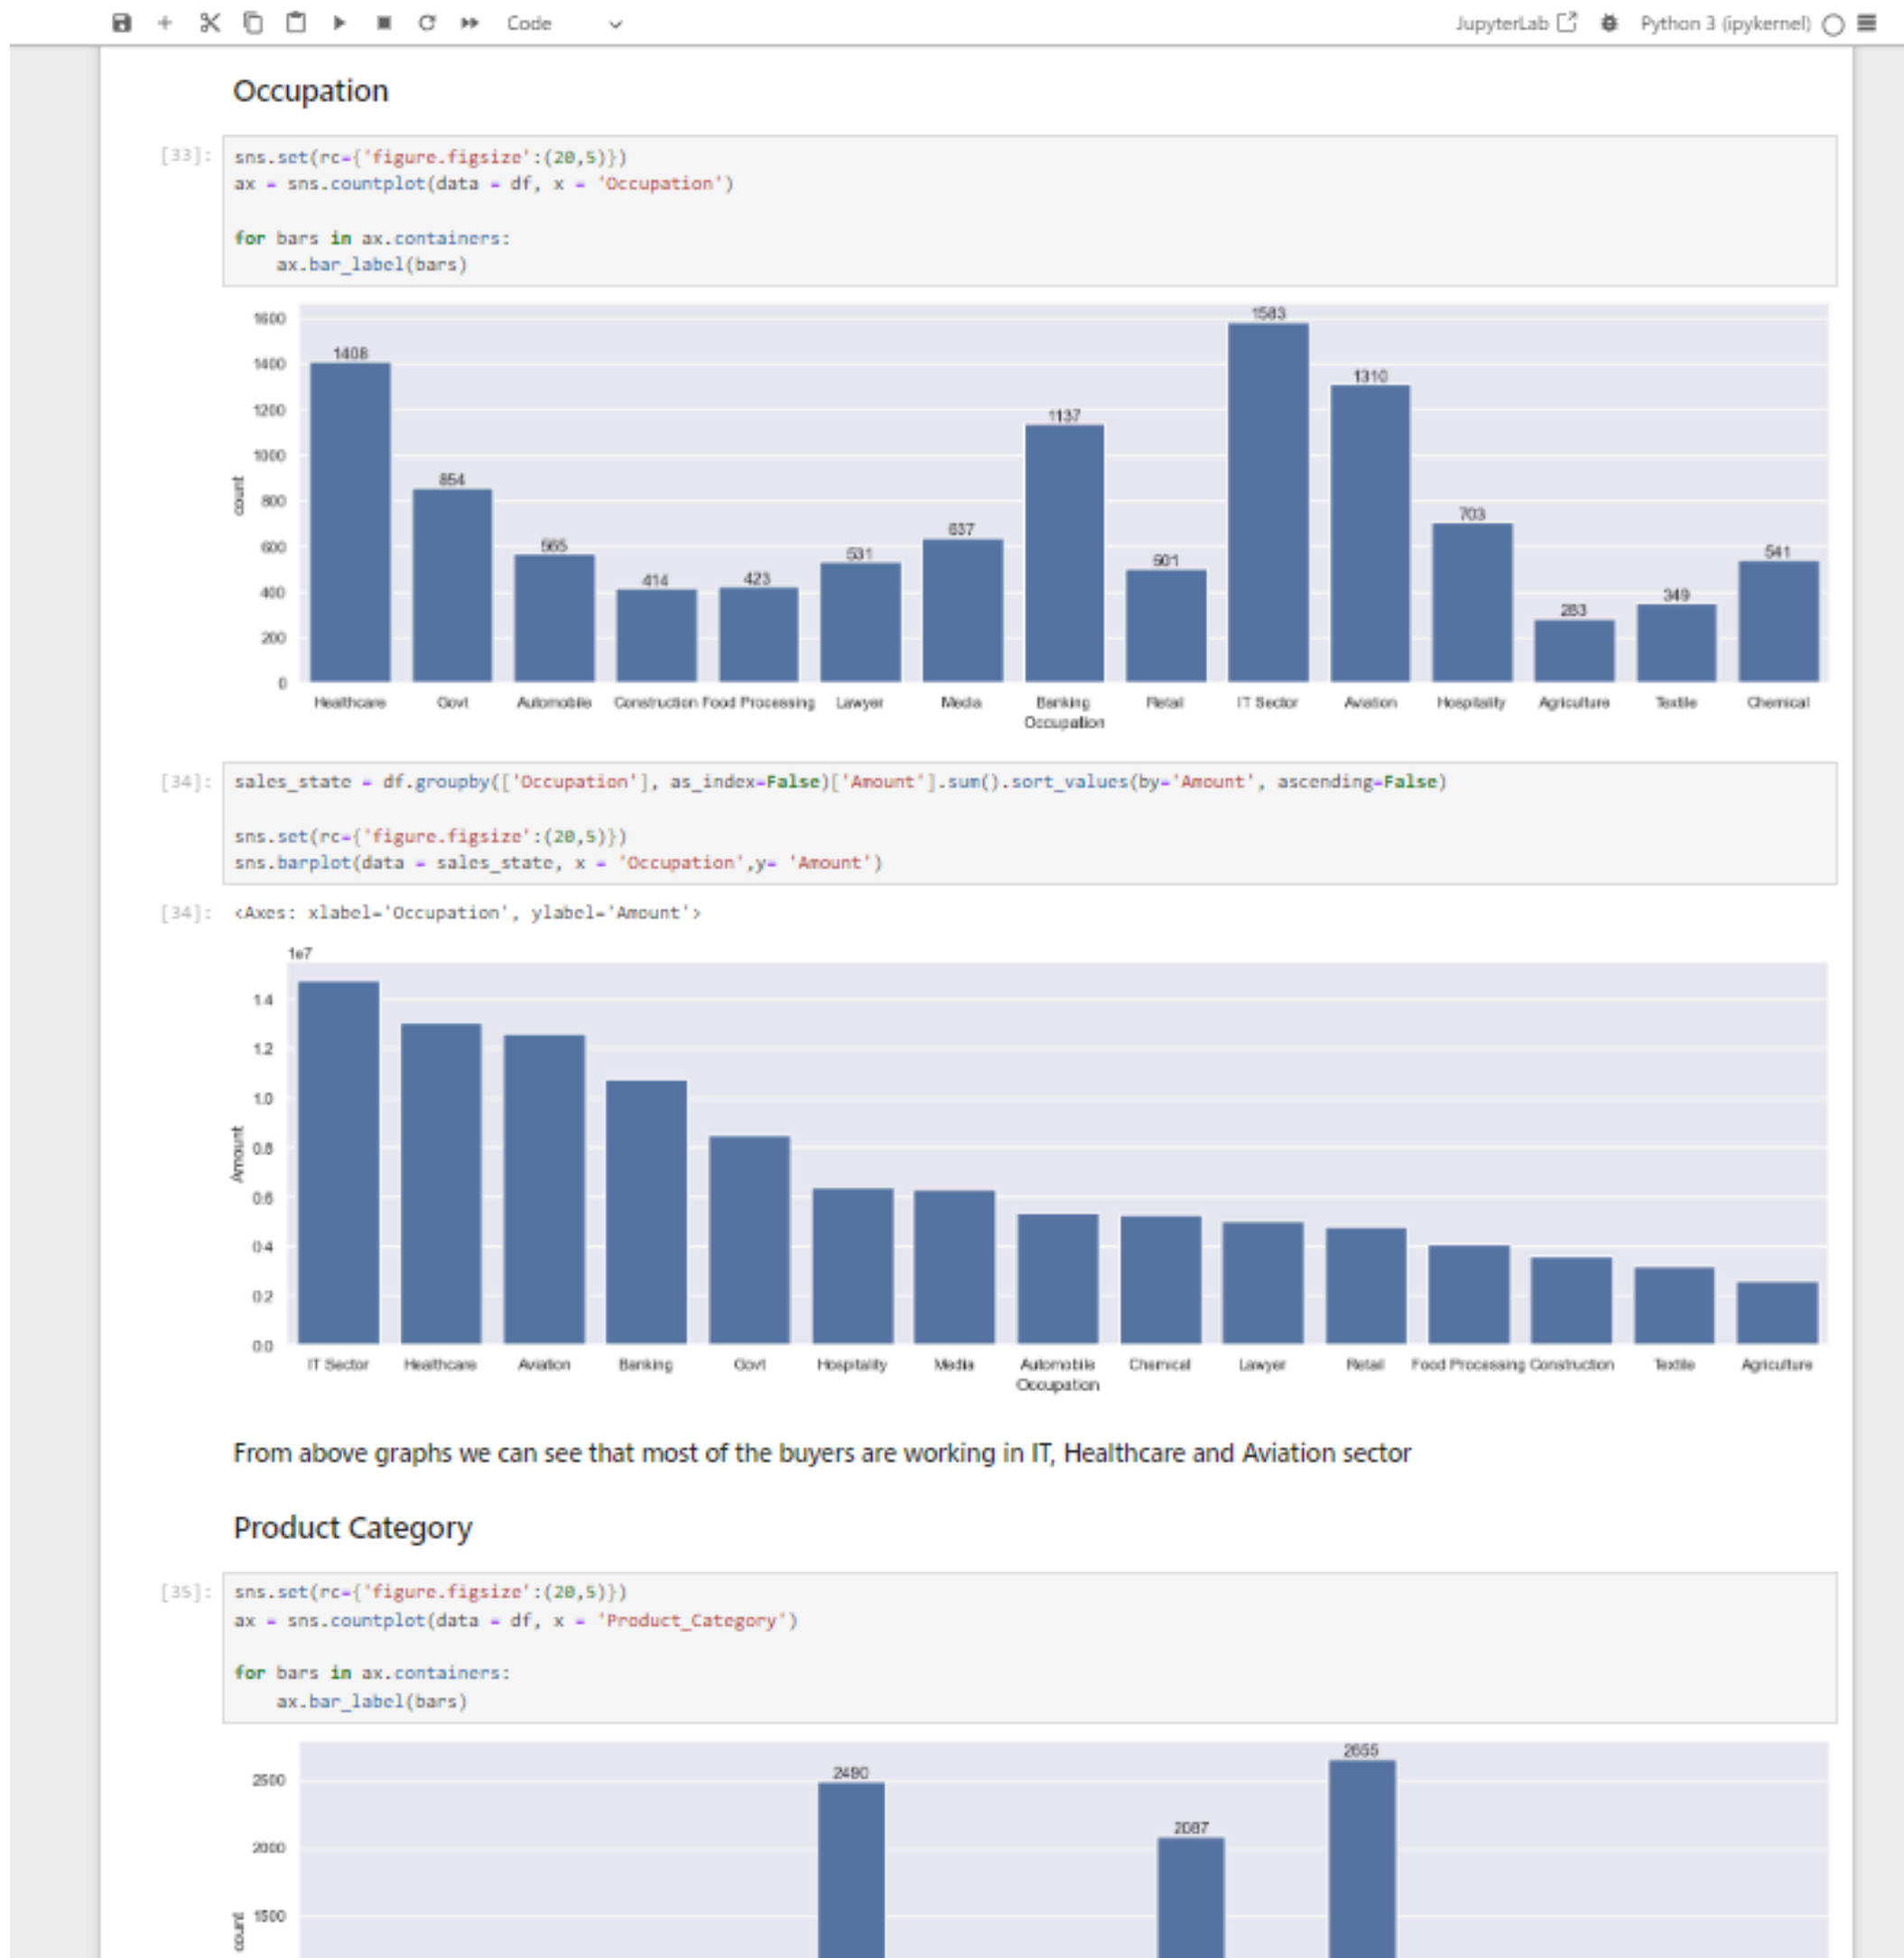 Code
JupyterLab
Python 3 (ipykernel)
Occupation
[33]:
sns.set(rc={'figure.figsize':(20,5)})
ax = sns.countplot(data = df, x = 'Occupation')
for bars in ax.containers:
    ax.bar_label(bars)
1600
1400
1200
1000
800
600
400
200
0
count
1408
854
565
414
423
531
637
1137
501
1583
1310
703
283
349
541
Healthcare Govt Automobile Construction Food Processing Lawyer Media Banking Retail IT Sector Aviation Hospitality Agriculture Textile Chemical
Occupation
[34]:
sales_state = df.groupby(['Occupation'], as_index=False)['Amount'].sum().sort_values(by='Amount', ascending=False)
sns.set(rc={'figure.figsize':(20,5)})
sns.barplot(data = sales_state, x = 'Occupation',y= 'Amount')
[34]:
<Axes: xlabel='Occupation', ylabel='Amount'>
1e7
1.4
1.2
1.0
0.8
0.6
0.4
0.2
0.0
Amount
IT Sector Healthcare Aviation Banking Govt Hospitality Media Automobile Chemical Lawyer Retail Food Processing Construction Textile Agriculture
Occupation
From above graphs we can see that most of the buyers are working in IT, Healthcare and Aviation sector
Product Category
[35]:
sns.set(rc={'figure.figsize':(20,5)})
ax = sns.countplot(data = df, x = 'Product_Category')
for bars in ax.containers:
    ax.bar_label(bars)
2500
2000
1500
count
2490
2087
2655